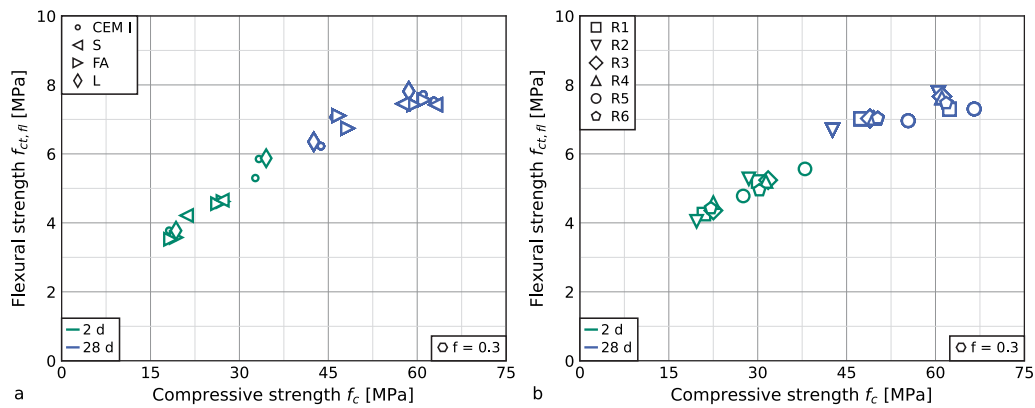 10
8
6
4
2
0
Flexural strength f_ct,fl [MPa]
CEM I
S
FA
L
2 d
28 d
f = 0.3
0 15 30 45 60 75
Compressive strength f_c [MPa]
a
10
8
6
4
2
0
Flexural strength f_ct,fl [MPa]
R1
R2
R3
R4
R5
R6
2 d
28 d
f = 0.3
0 15 30 45 60 75
Compressive strength f_c [MPa]
b